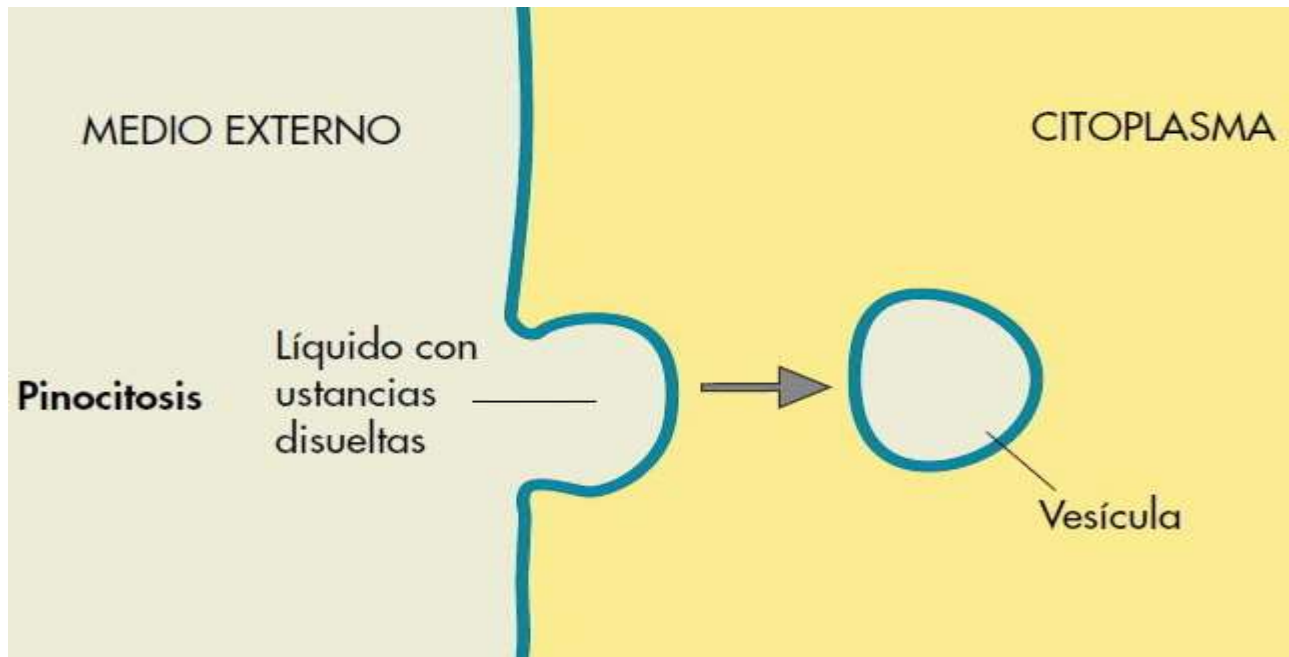 MEDIO EXTERNO
CITOPLASMA
Pinocitosis
Líquido con
ustancias
disueltas
Vesícula